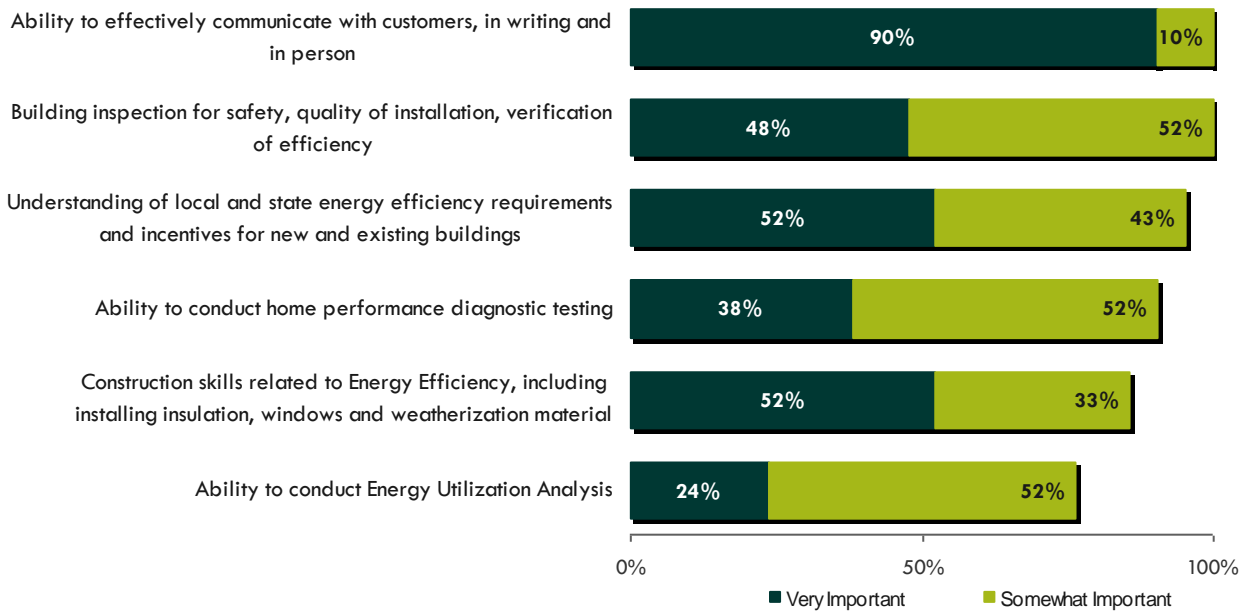 Ability to effectively communicate with customers, in writing and
in person
90%
10%
Building inspection for safety, quality of installation, verification
of efficiency
48%
52%
Understanding of local and state energy efficiency requirements
and incentives for new and existing buildings
52%
43%
Ability to conduct home performance diagnostic testing
38%
52%
Construction skills related to Energy Efficiency, including
installing insulation, windows and weatherization material
52%
33%
Ability to conduct Energy Utilization Analysis
24%
52%
0%
50%
100%
Very Important
Somewhat Important